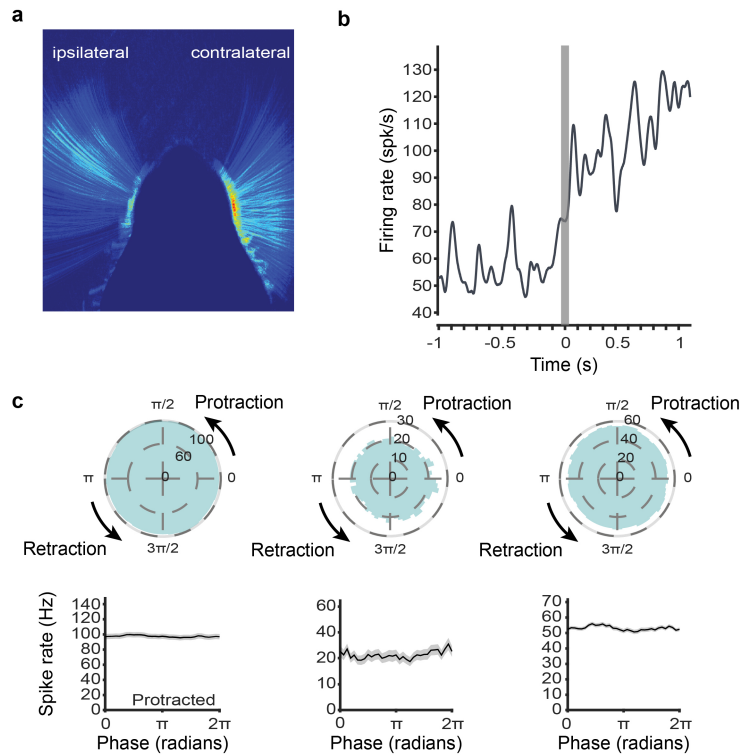 a
ipsilateral
contralateral
b
Firing rate (spk/s)
130
120
110
100
90
80
70
60
50
40
-1
-0.5
0
0.5
1
Time (s)
c
π/2
Protraction
100
60
0
π
0
Retraction
3π/2
π/2
Protraction
30
20
10
0
π
0
Retraction
3π/2
π/2
Protraction
60
40
20
0
π
0
Retraction
3π/2
Spike rate (Hz)
140
120
100
80
60
40
20
0
Protracted
0
π
2π
Phase (radians)
60
40
20
0
0
π
2π
Phase (radians)
70
60
50
40
30
20
10
0
0
π
2π
Phase (radians)